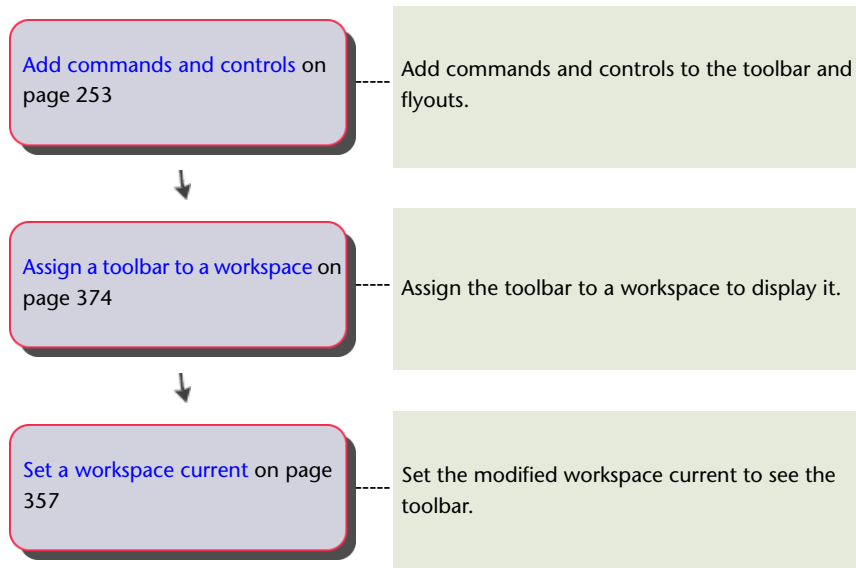 Add commands and controls on
page 253
Add commands and controls to the toolbar and
flyouts.
Assign a toolbar to a workspace on
page 374
Assign the toolbar to a workspace to display it.
Set a workspace current on page
357
Set the modified workspace current to see the
toolbar.